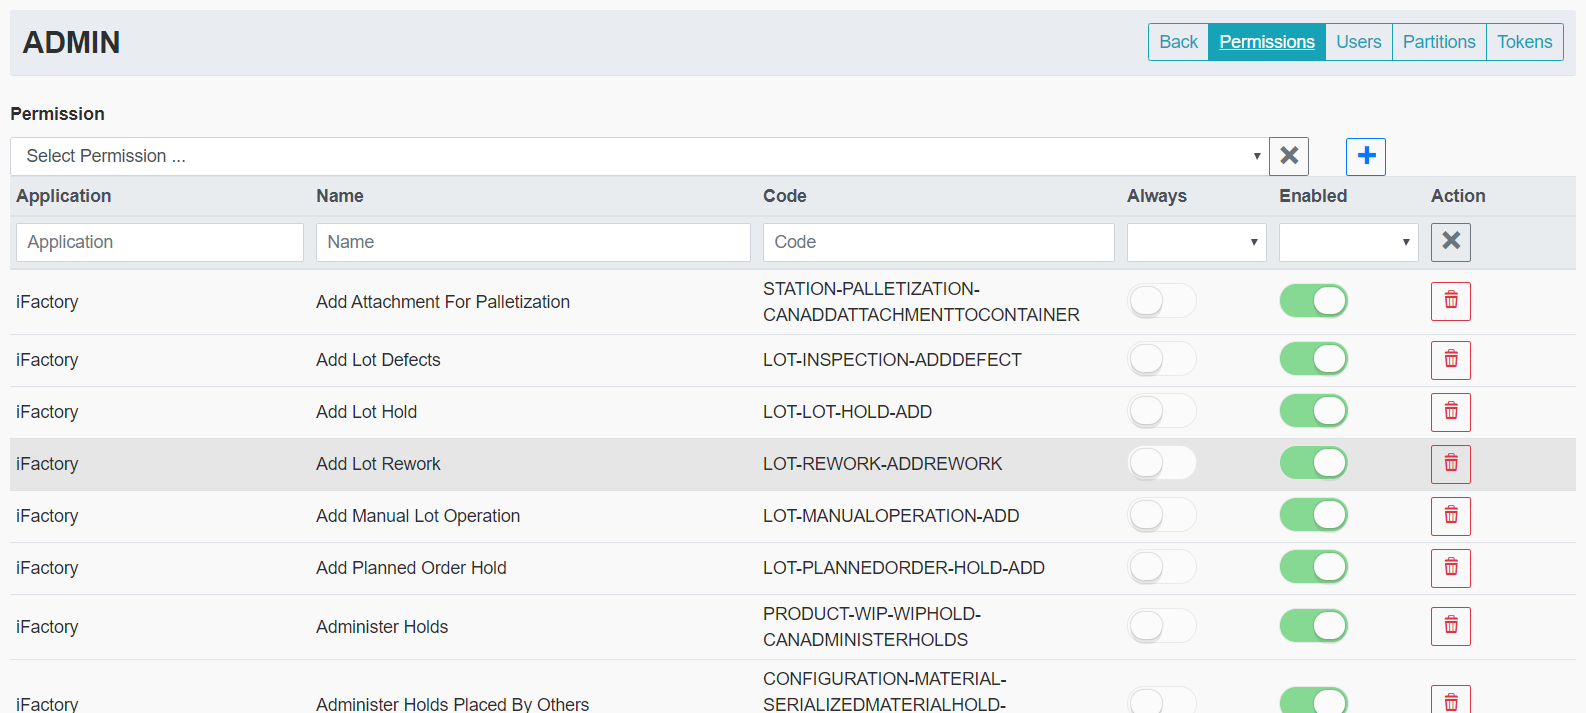 ADMIN
Back Permissions Users Partitions Tokens
Permission
Select Permission ...
Application Name Code Always Enabled Action
Application Name Code
iFactory Add Attachment For Palletization STATION-PALLETIZATION-
CANADDATTACHMENTTOCONTAINER
iFactory Add Lot Defects LOT-INSPECTION-ADDDEFECT
iFactory Add Lot Hold LOT-LOT-HOLD-ADD
iFactory Add Lot Rework LOT-REWORK-ADDREWORK
iFactory Add Manual Lot Operation LOT-MANUALOPERATION-ADD
iFactory Add Planned Order Hold LOT-PLANNEDORDER-HOLD-ADD
iFactory Administer Holds PRODUCT-WIP-WIPHOLD-
CANADMINISTERHOLDS
iFactory Administer Holds Placed By Others CONFIGURATION-MATERIAL-
SERIALIZEDMATERIALHOLD-